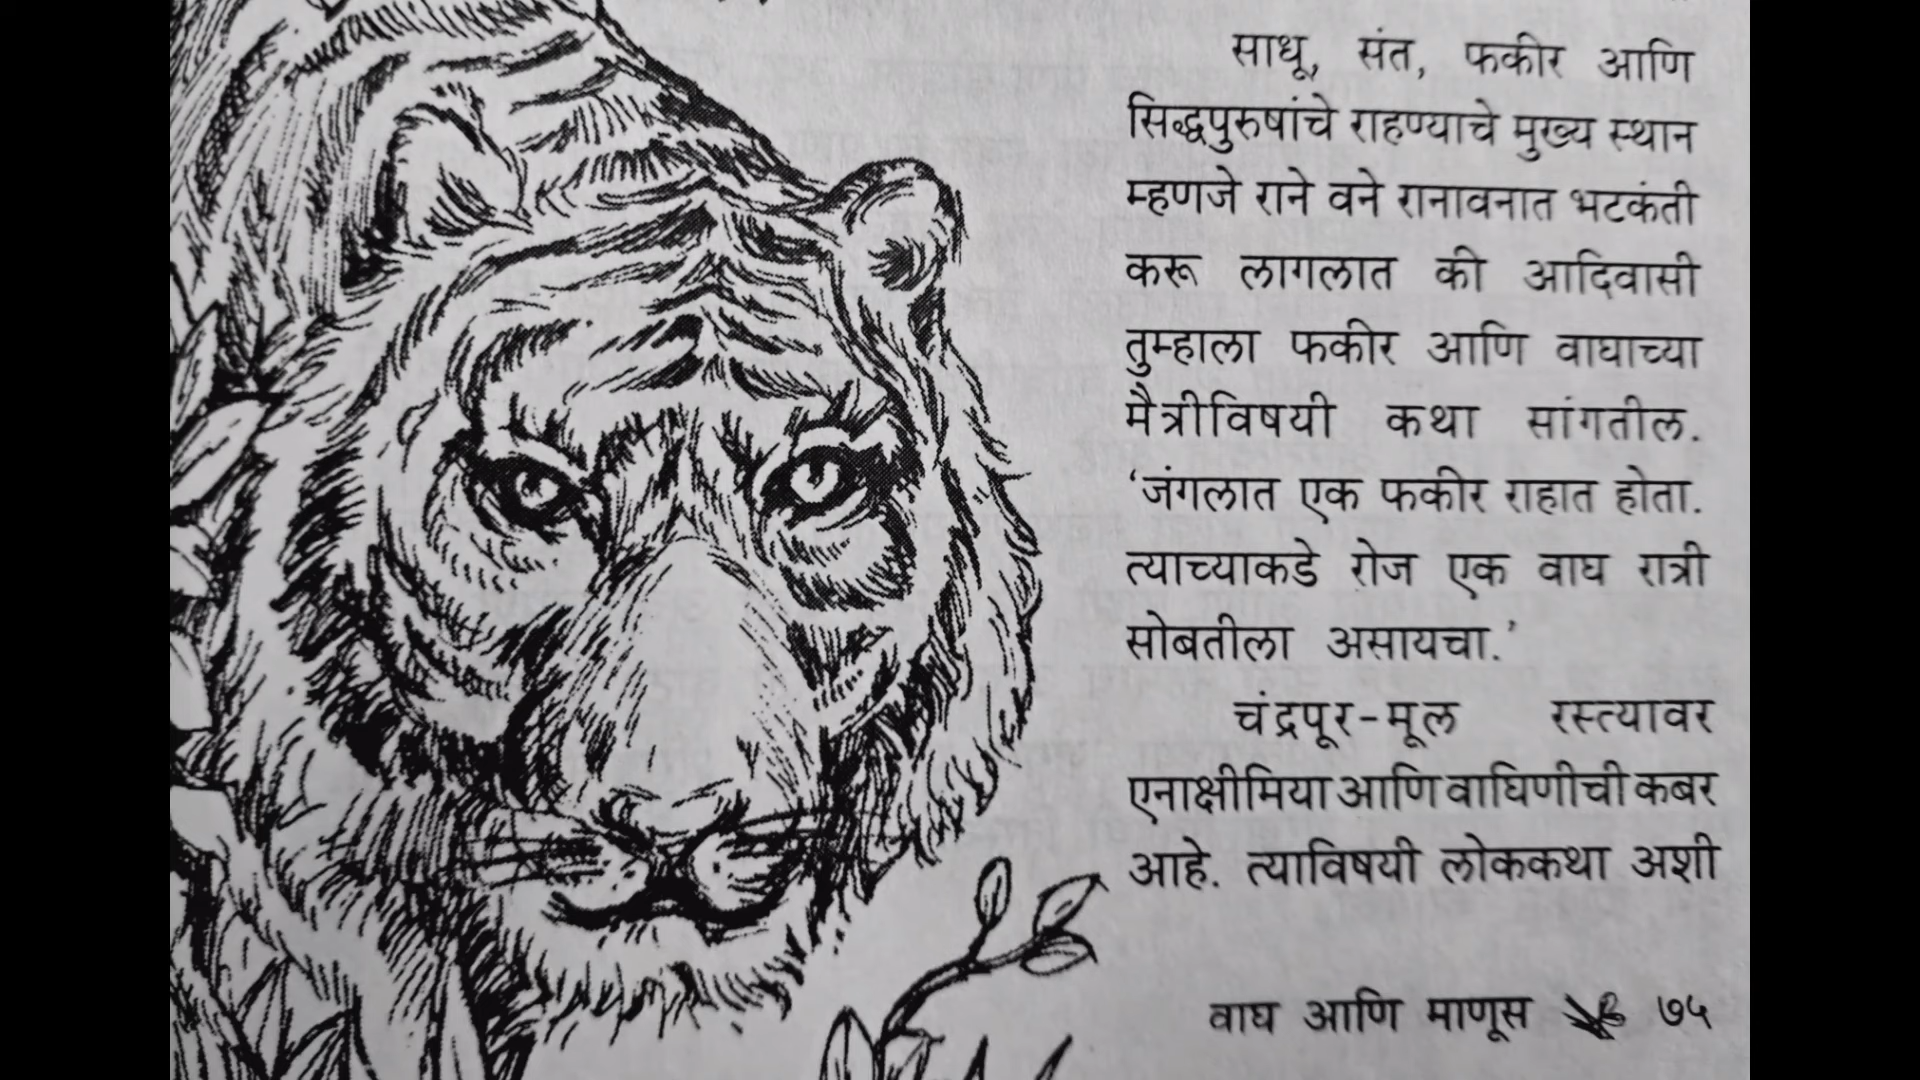 साधू, संत, फकीर आणि
सिद्धपुरुषांचे राहण्याचे मुख्य स्थान
म्हणजे राने वने रानावनात भटकंती
करू लागलात की आदिवासी
तुम्हाला फकीर आणि वाघाच्या
मैत्रीविषयी कथा सांगतील.
‘जंगलात एक फकीर राहात होता.
त्याच्याकडे रोज एक वाघ रात्री
सोबतीला असायचा.’
चंद्रपूर-मूल रस्त्यावर
एनाक्षीमिया आणि वाघिणीची कबर
आहे. त्याविषयी लोककथा अशी
वाघ आणि माणूस ७५